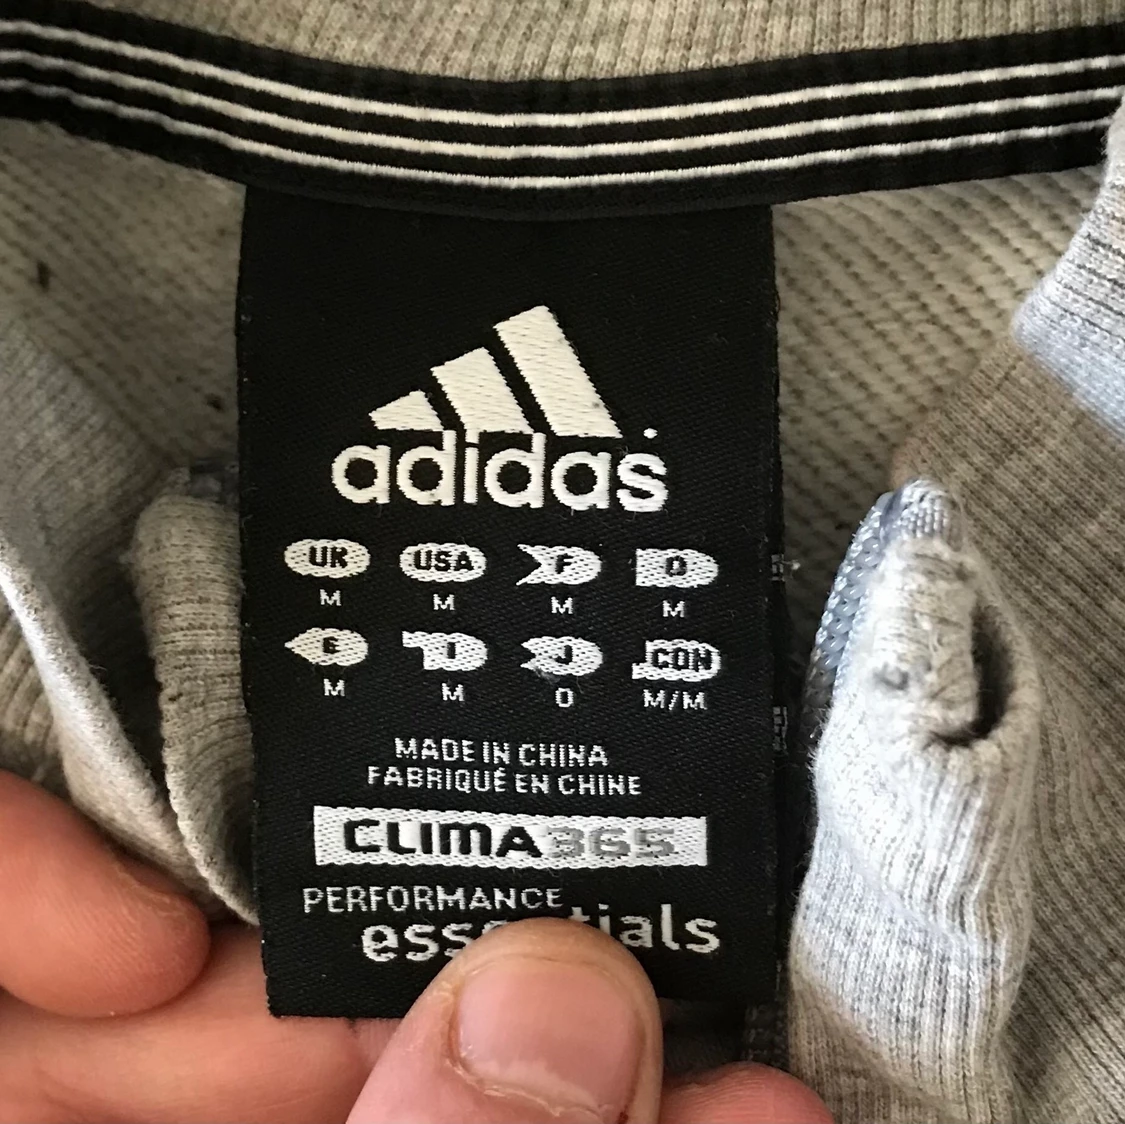 adidas
UK USA F D
M M M M
E I J CON
M M O M/M
MADE IN CHINA
FABRIQUÉ EN CHINE
CLIMA365
PERFORMANCE